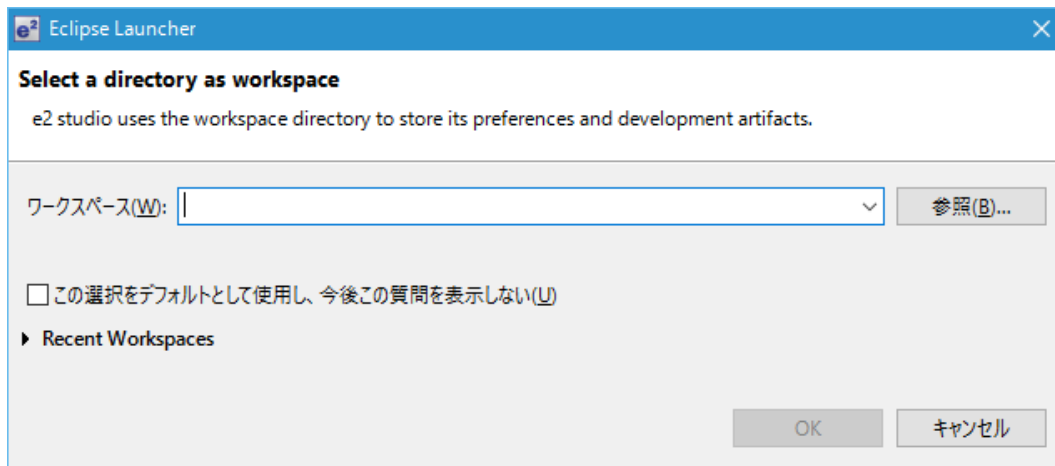 e² Eclipse Launcher
Select a directory as workspace
e2 studio uses the workspace directory to store its preferences and development artifacts.
ワークスペース(W): 参照(B)...
この選択をデフォルトとして使用し、今後この質問を表示しない(U)
Recent Workspaces
OK キャンセル